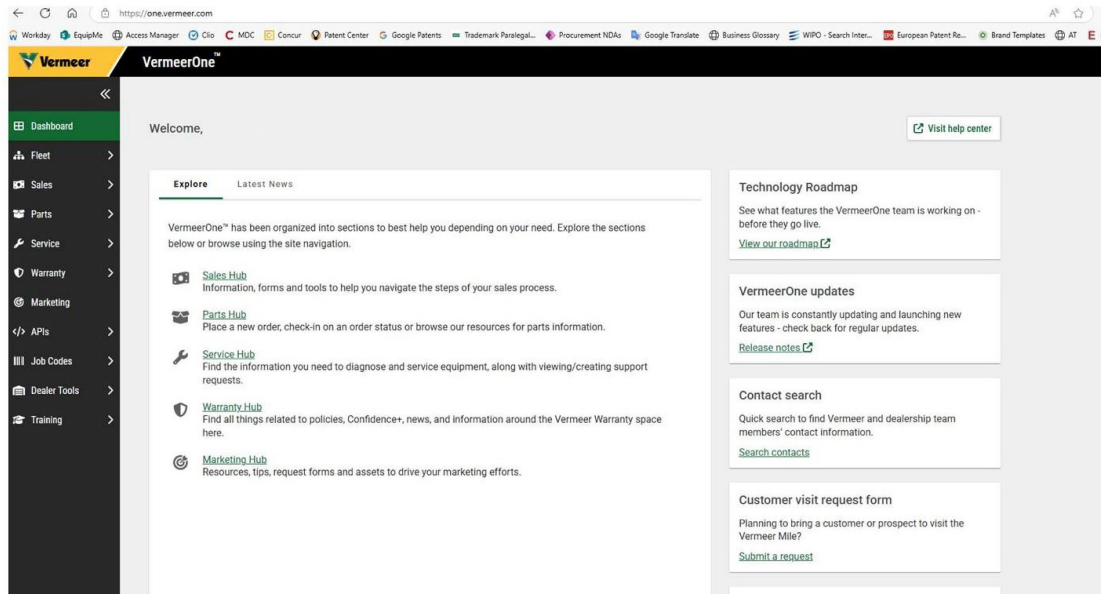 https://one.vermeer.com
Workday EquipMe Access Manager Clio MDC Concur Patent Center Google Patents Trademark Paralegal... Procurement NDAs Google Translate Business Glossary WIPO - Search Inter... European Patent Re... Brand Templates AT
Vermeer VermeerOne™
Dashboard
Fleet
Sales
Parts
Service
Warranty
Marketing
APIs
Job Codes
Dealer Tools
Training
Welcome,
Visit help center
Explore Latest News
VermeerOne™ has been organized into sections to best help you depending on your need. Explore the sections
below or browse using the site navigation.
Sales Hub
Information, forms and tools to help you navigate the steps of your sales process.
Parts Hub
Place a new order, check-in on an order status or browse our resources for parts information.
Service Hub
Find the information you need to diagnose and service equipment, along with viewing/creating support
requests.
Warranty Hub
Find all things related to policies, Confidence+, news, and information around the Vermeer Warranty space
here.
Marketing Hub
Resources, tips, request forms and assets to drive your marketing efforts.
Technology Roadmap
See what features the VermeerOne team is working on -
before they go live.
View our roadmap
VermeerOne updates
Our team is constantly updating and launching new
features - check back for regular updates.
Release notes
Contact search
Quick search to find Vermeer and dealership team
members' contact information.
Search contacts
Customer visit request form
Planning to bring a customer or prospect to visit the
Vermeer Mile?
Submit a request